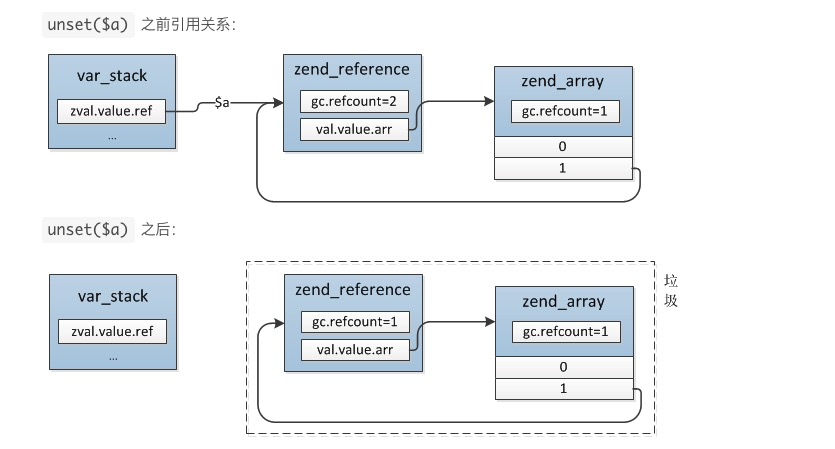 unset($a) 之前引用关系：
var_stack
zval.value.ref
...
$a
zend_reference
gc.refcount=2
val.value.arr
zend_array
gc.refcount=1
0
1
unset($a) 之后：
var_stack
zval.value.ref
...
zend_reference
gc.refcount=1
val.value.arr
zend_array
gc.refcount=1
0
1
垃
圾